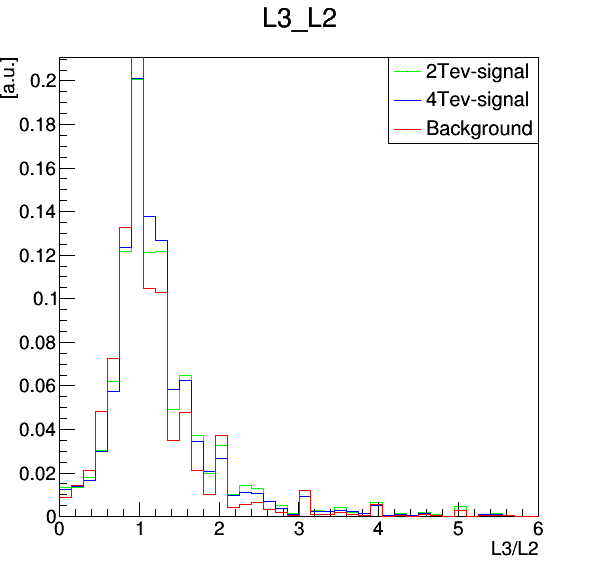 L3_L2
[a.u.]
2Tev-signal
4Tev-signal
Background
0.2
0.18
0.16
0.14
0.12
0.1
0.08
0.06
0.04
0.02
0
0 1 2 3 4 5 6
L3/L2